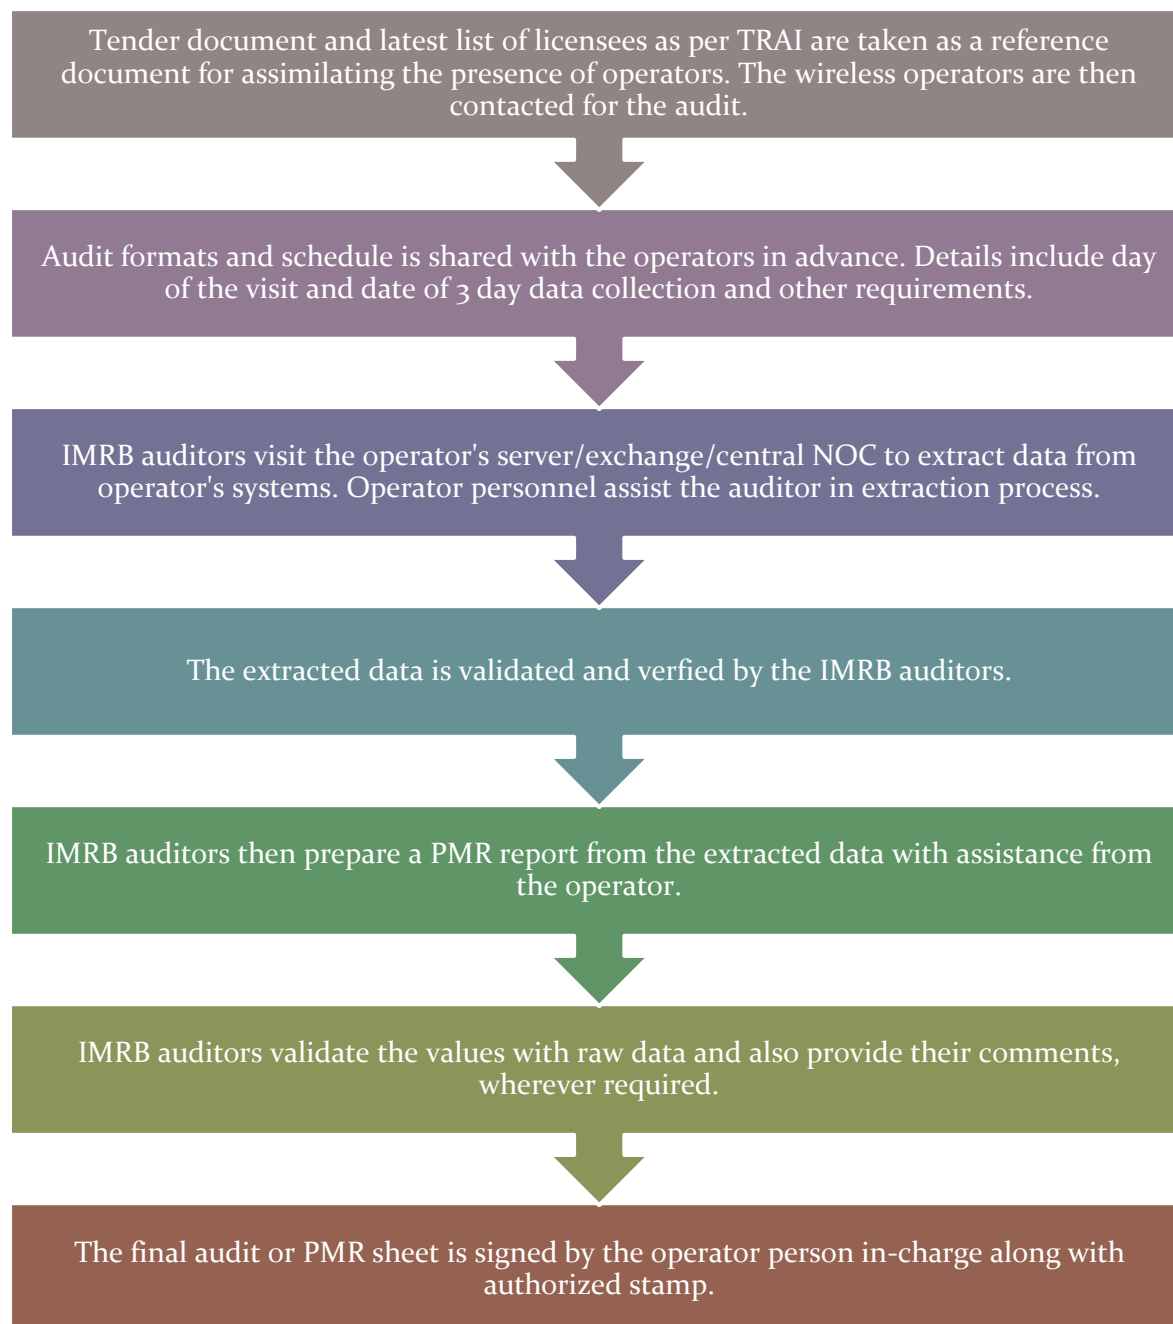 Tender document and latest list of licensees as per TRAI are taken as a reference
document for assimilating the presence of operators. The wireless operators are then
contacted for the audit.
Audit formats and schedule is shared with the operators in advance. Details include day
of the visit and date of 3 day data collection and other requirements.
IMRB auditors visit the operator's server/exchange/central NOC to extract data from
operator's systems. Operator personnel assist the auditor in extraction process.
The extracted data is validated and verfied by the IMRB auditors.
IMRB auditors then prepare a PMR report from the extracted data with assistance from
the operator.
IMRB auditors validate the values with raw data and also provide their comments,
wherever required.
The final audit or PMR sheet is signed by the operator person in-charge along with
authorized stamp.